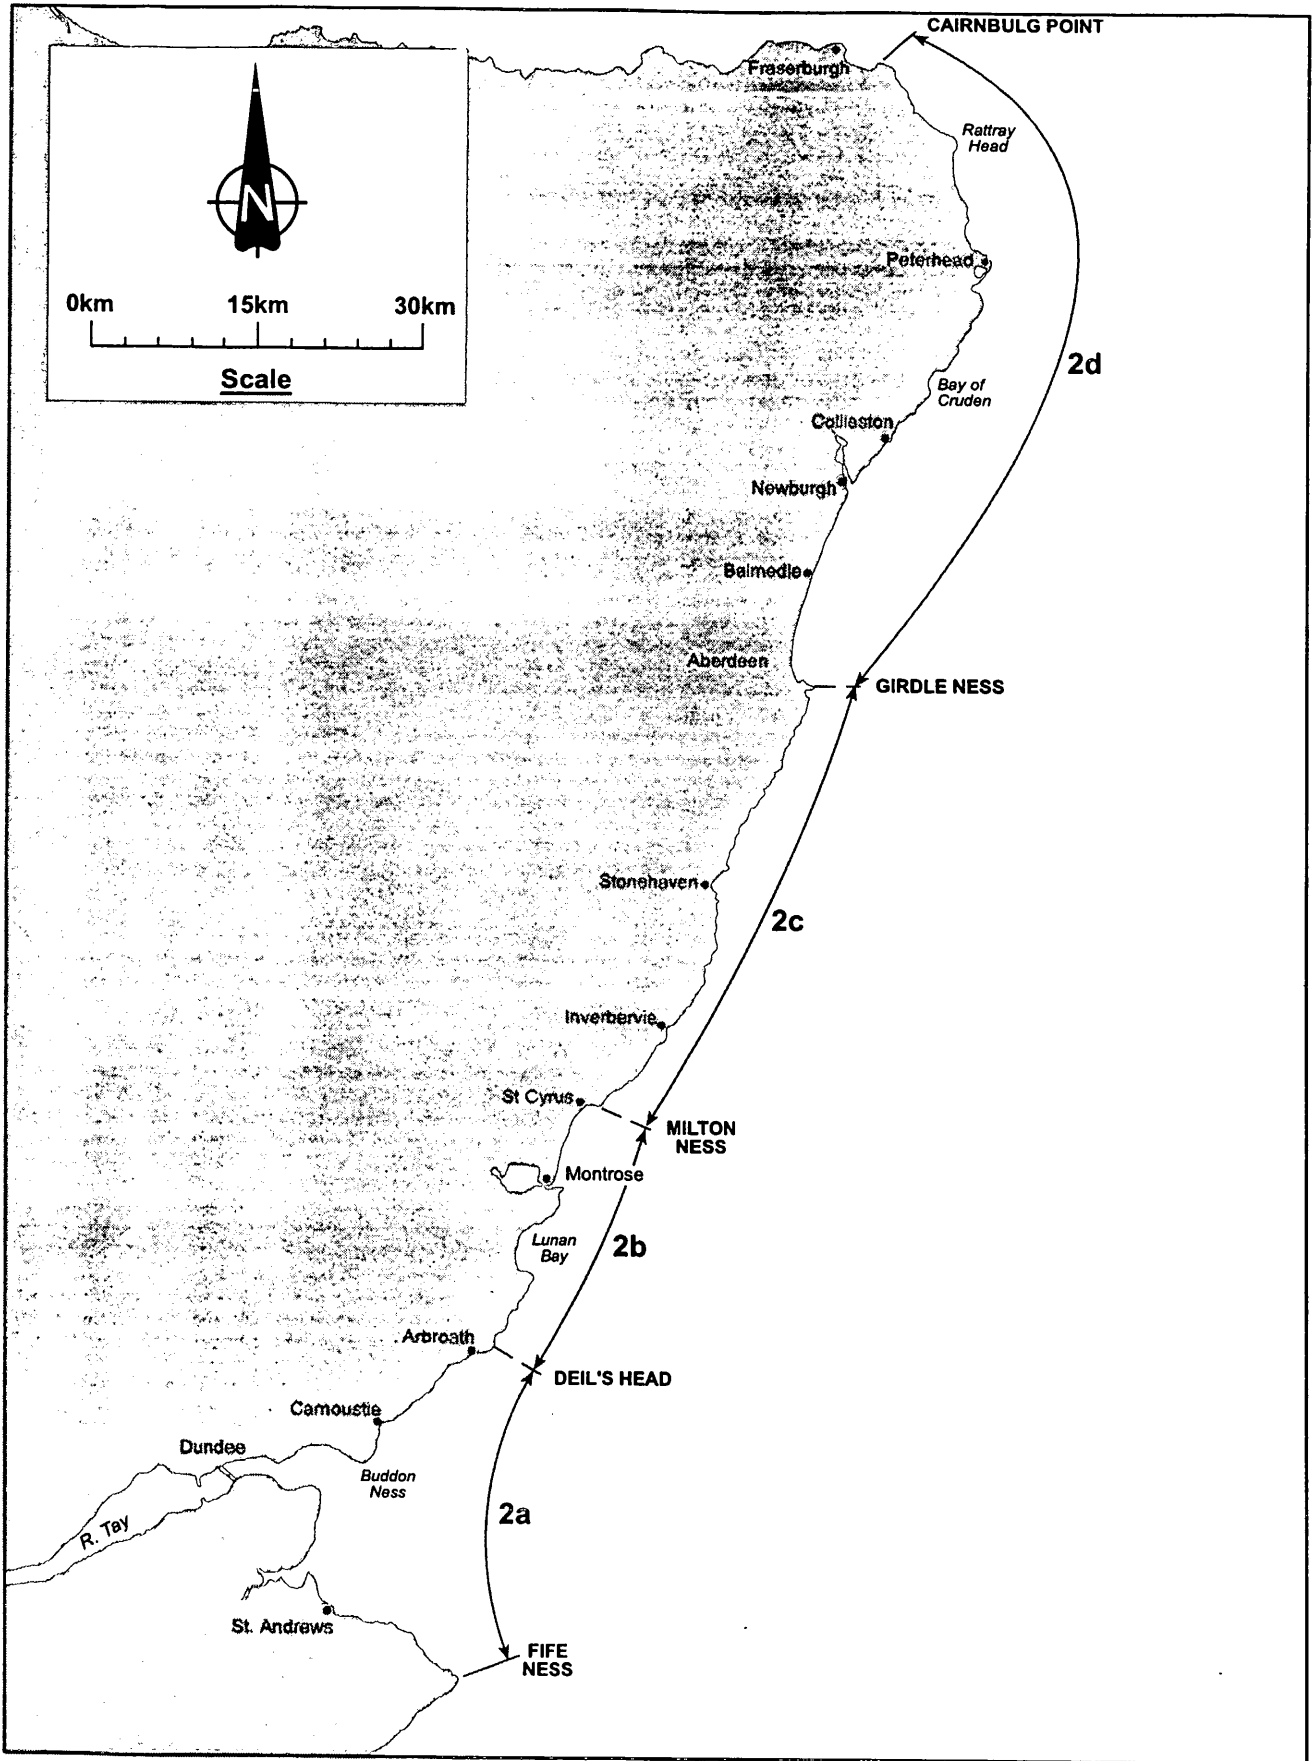 CAIRNBULG POINT
Fraserburgh
Rattray
Head
N
Peterhead
0km 15km 30km
Scale
2d
Bay of
Cruden
Collieston
Newburgh
Balmedie
Aberdeen
GIRDLE NESS
Stonehaven
2c
Inverbervie
St Cyrus
MILTON
NESS
Montrose
Lunan
Bay
2b
Arbroath
DEIL'S HEAD
Carnoustie
Dundee
Buddon
Ness
2a
R. Tay
St. Andrews
FIFE
NESS